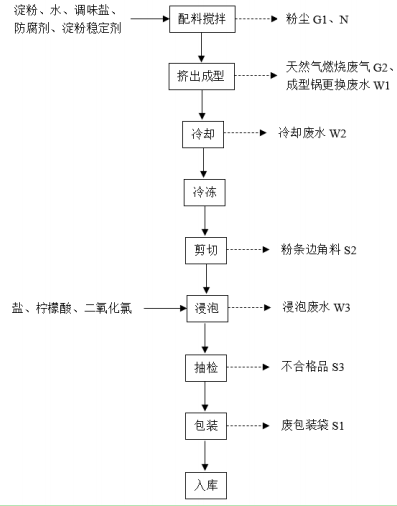 淀粉、水、调味盐、
防腐剂、淀粉稳定剂
配料搅拌
粉尘 G1、N
挤出成型
天然气燃烧废气 G2、
成型锅更换废水 W1
冷却
冷却废水 W2
冷冻
剪切
粉条边角料 S2
盐、柠檬酸、二氧化氯
浸泡
浸泡废水 W3
抽检
不合格品 S3
包装
废包装袋 S1
入库